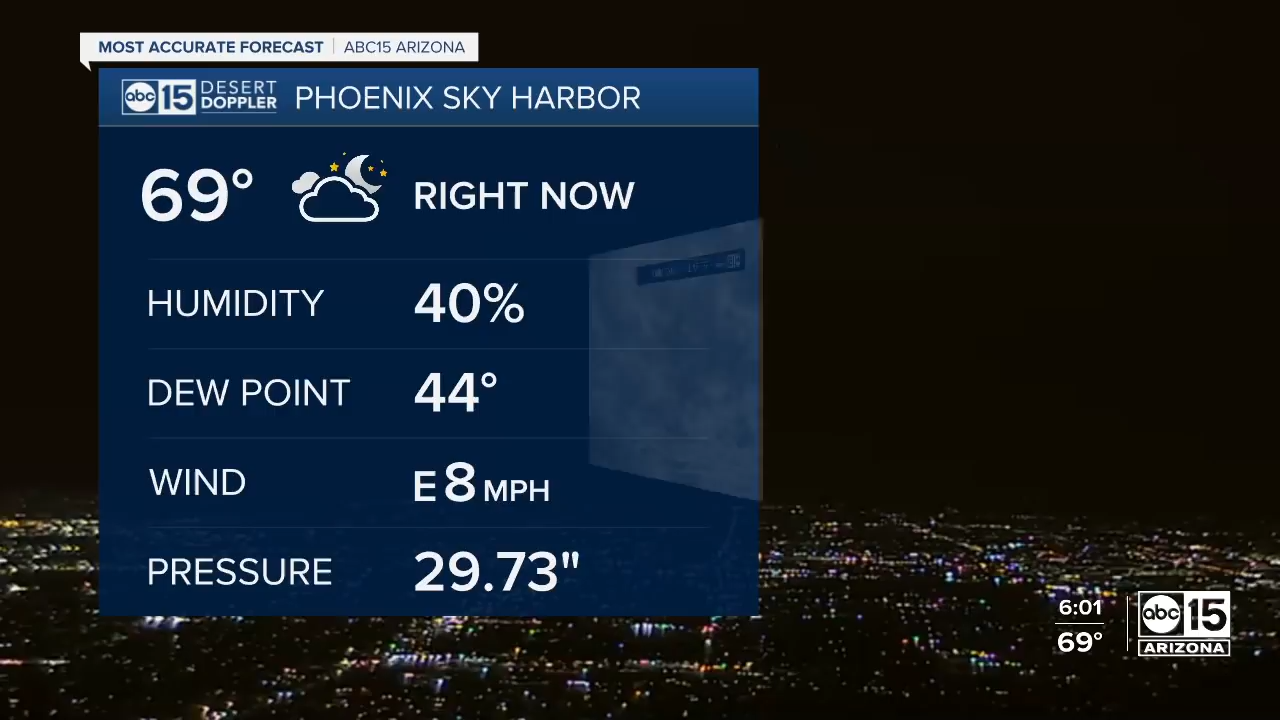 MOST ACCURATE FORECAST | ABC15 ARIZONA
abc 15 DESERT DOPPLER PHOENIX SKY HARBOR
69° RIGHT NOW
HUMIDITY 40%
DEW POINT 44°
WIND E 8 MPH
PRESSURE 29.73"
6:01
69°
abc 15
ARIZONA